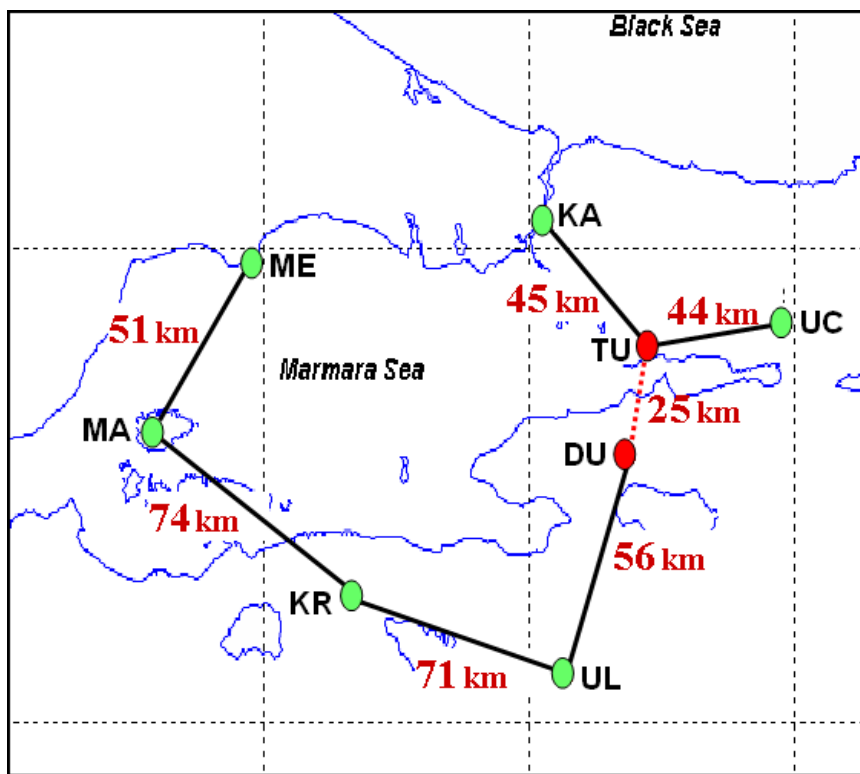 Black Sea
KA
ME
45 km
44 km
UC
51 km
TU
Marmara Sea
25 km
MA
DU
74 km
56 km
KR
71 km
UL